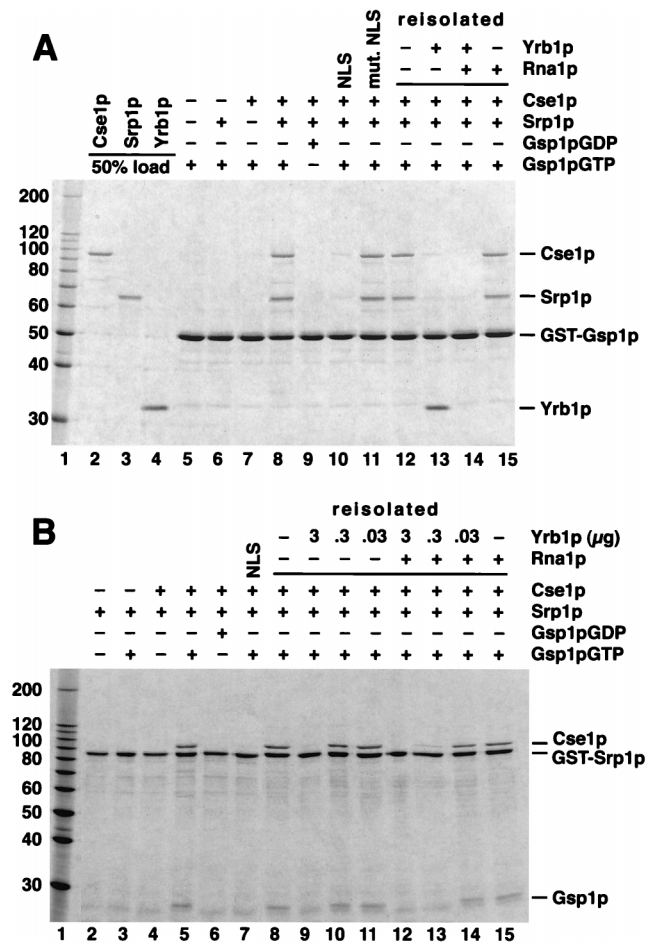 A
reisolated
– + + – Yrb1p
NLS
mut. NLS
– – + + Rna1p
Cse1p
Srp1p
Yrb1p
– – + + + + + + + + + Cse1p
– + – + + + + + + + + Srp1p
– – – – + – – – – – – Gsp1pGDP
50% load
+ + + + – + + + + + + Gsp1pGTP
200
120
100
80
60
50
40
30
Cse1p
Srp1p
GST-Gsp1p
Yrb1p
1 2 3 4 5 6 7 8 9 10 11 12 13 14 15
B
reisolated
– 3 .3 .03 3 .3 .03 – Yrb1p (µg)
NLS
– – – – + + + + Rna1p
– – + + + + + + + + + + + + Cse1p
+ + + + + + + + + + + + + + Srp1p
– – – – + – – – – – – – – – Gsp1pGDP
– + – + – + + + + + + + + + Gsp1pGTP
200
120
100
80
60
50
40
30
Cse1p
GST-Srp1p
Gsp1p
1 2 3 4 5 6 7 8 9 10 11 12 13 14 15